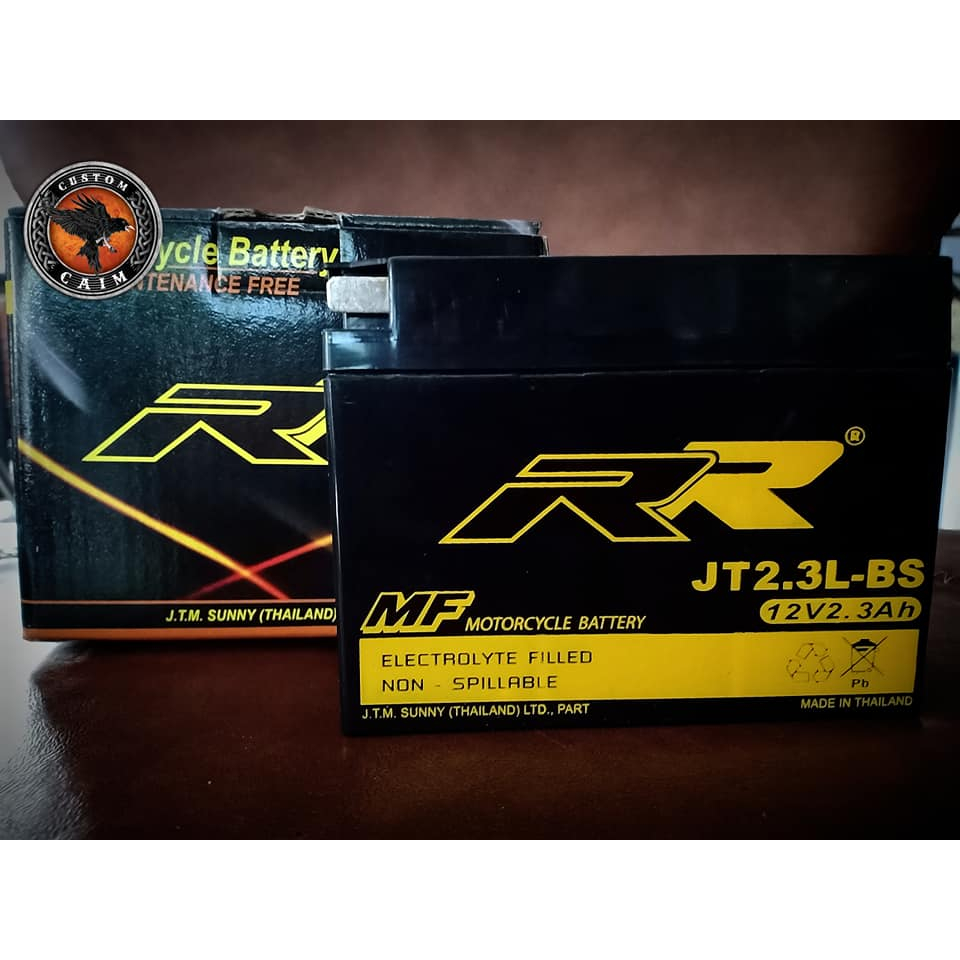 CUSTOM
CAIM
cycle Battery
TENANCE FREE
RR
J.T.M. SUNNY (THAILAND)
RR®
JT2.3L-BS
12V2.3Ah
MF MOTORCYCLE BATTERY
ELECTROLYTE FILLED
NON - SPILLABLE
Pb
J.T.M. SUNNY (THAILAND) LTD., PART
MADE IN THAILAND